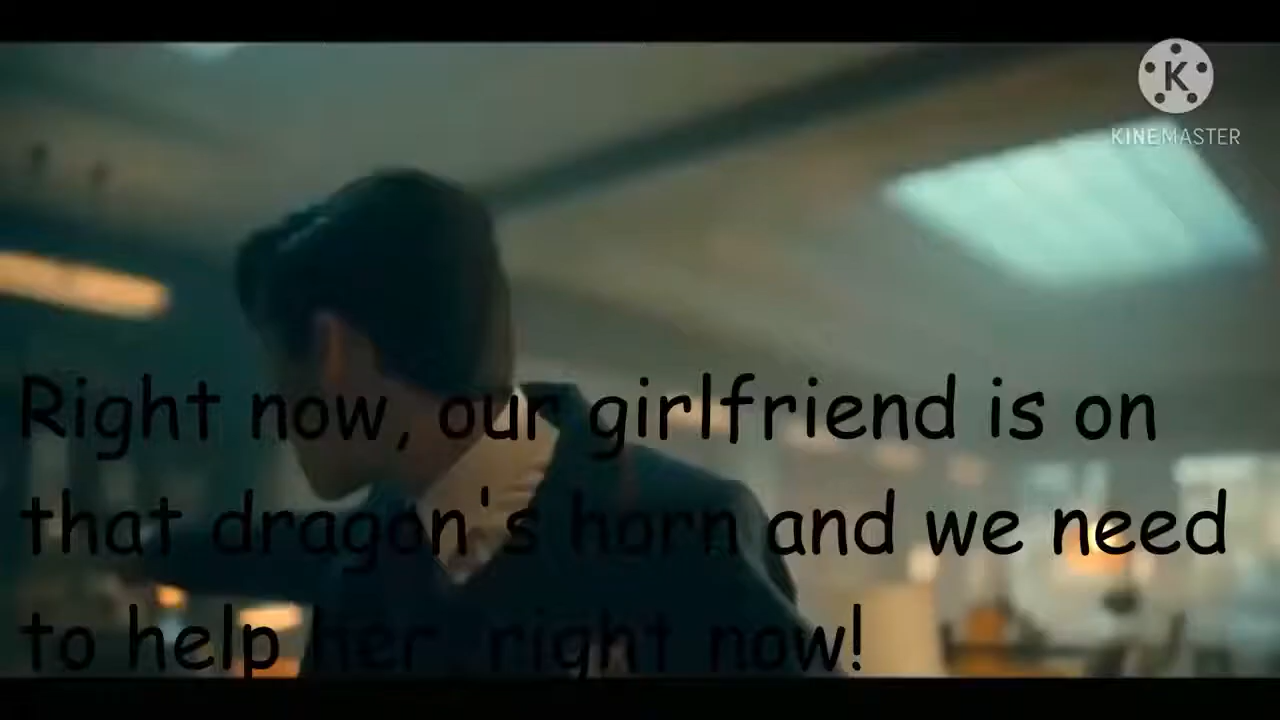 K
KINEMASTER
Right now, our girlfriend is on
that dragon's horn and we need
to help her, right now!